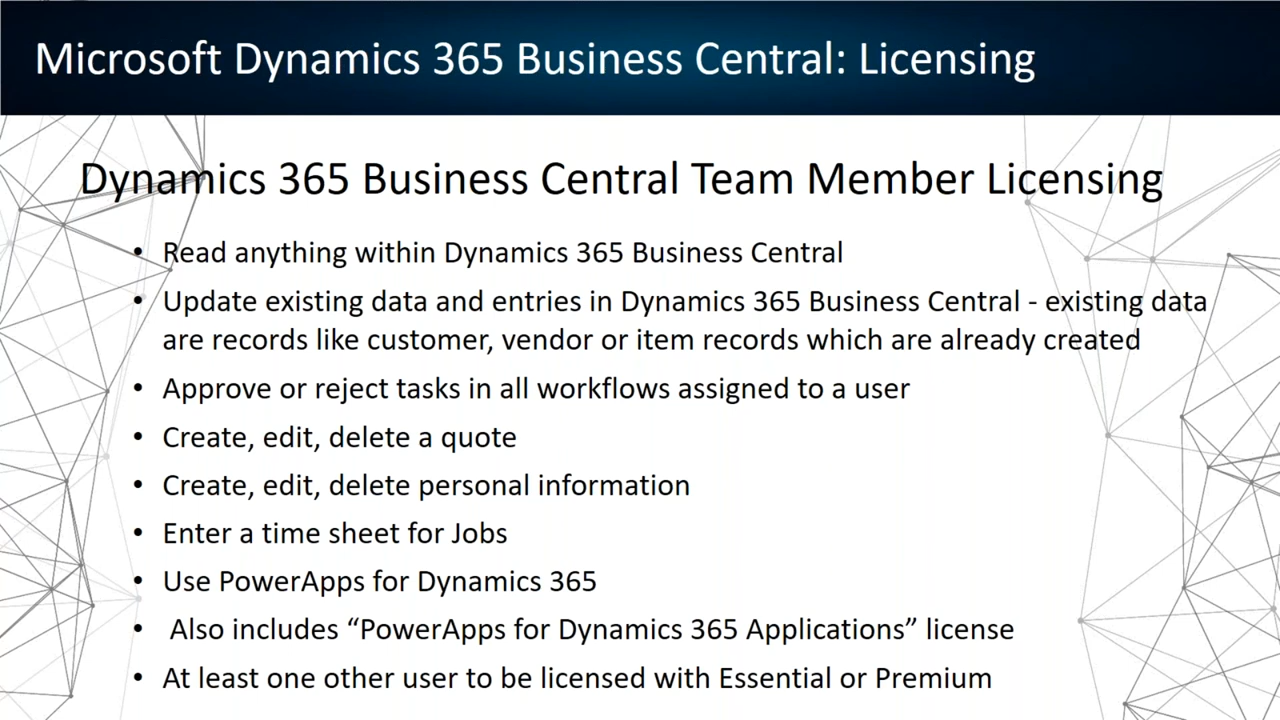 Microsoft Dynamics 365 Business Central: Licensing
Dynamics 365 Business Central Team Member Licensing
• Read anything within Dynamics 365 Business Central
• Update existing data and entries in Dynamics 365 Business Central - existing data
are records like customer, vendor or item records which are already created
• Approve or reject tasks in all workflows assigned to a user
• Create, edit, delete a quote
• Create, edit, delete personal information
• Enter a time sheet for Jobs
• Use PowerApps for Dynamics 365
• Also includes “PowerApps for Dynamics 365 Applications” license
• At least one other user to be licensed with Essential or Premium